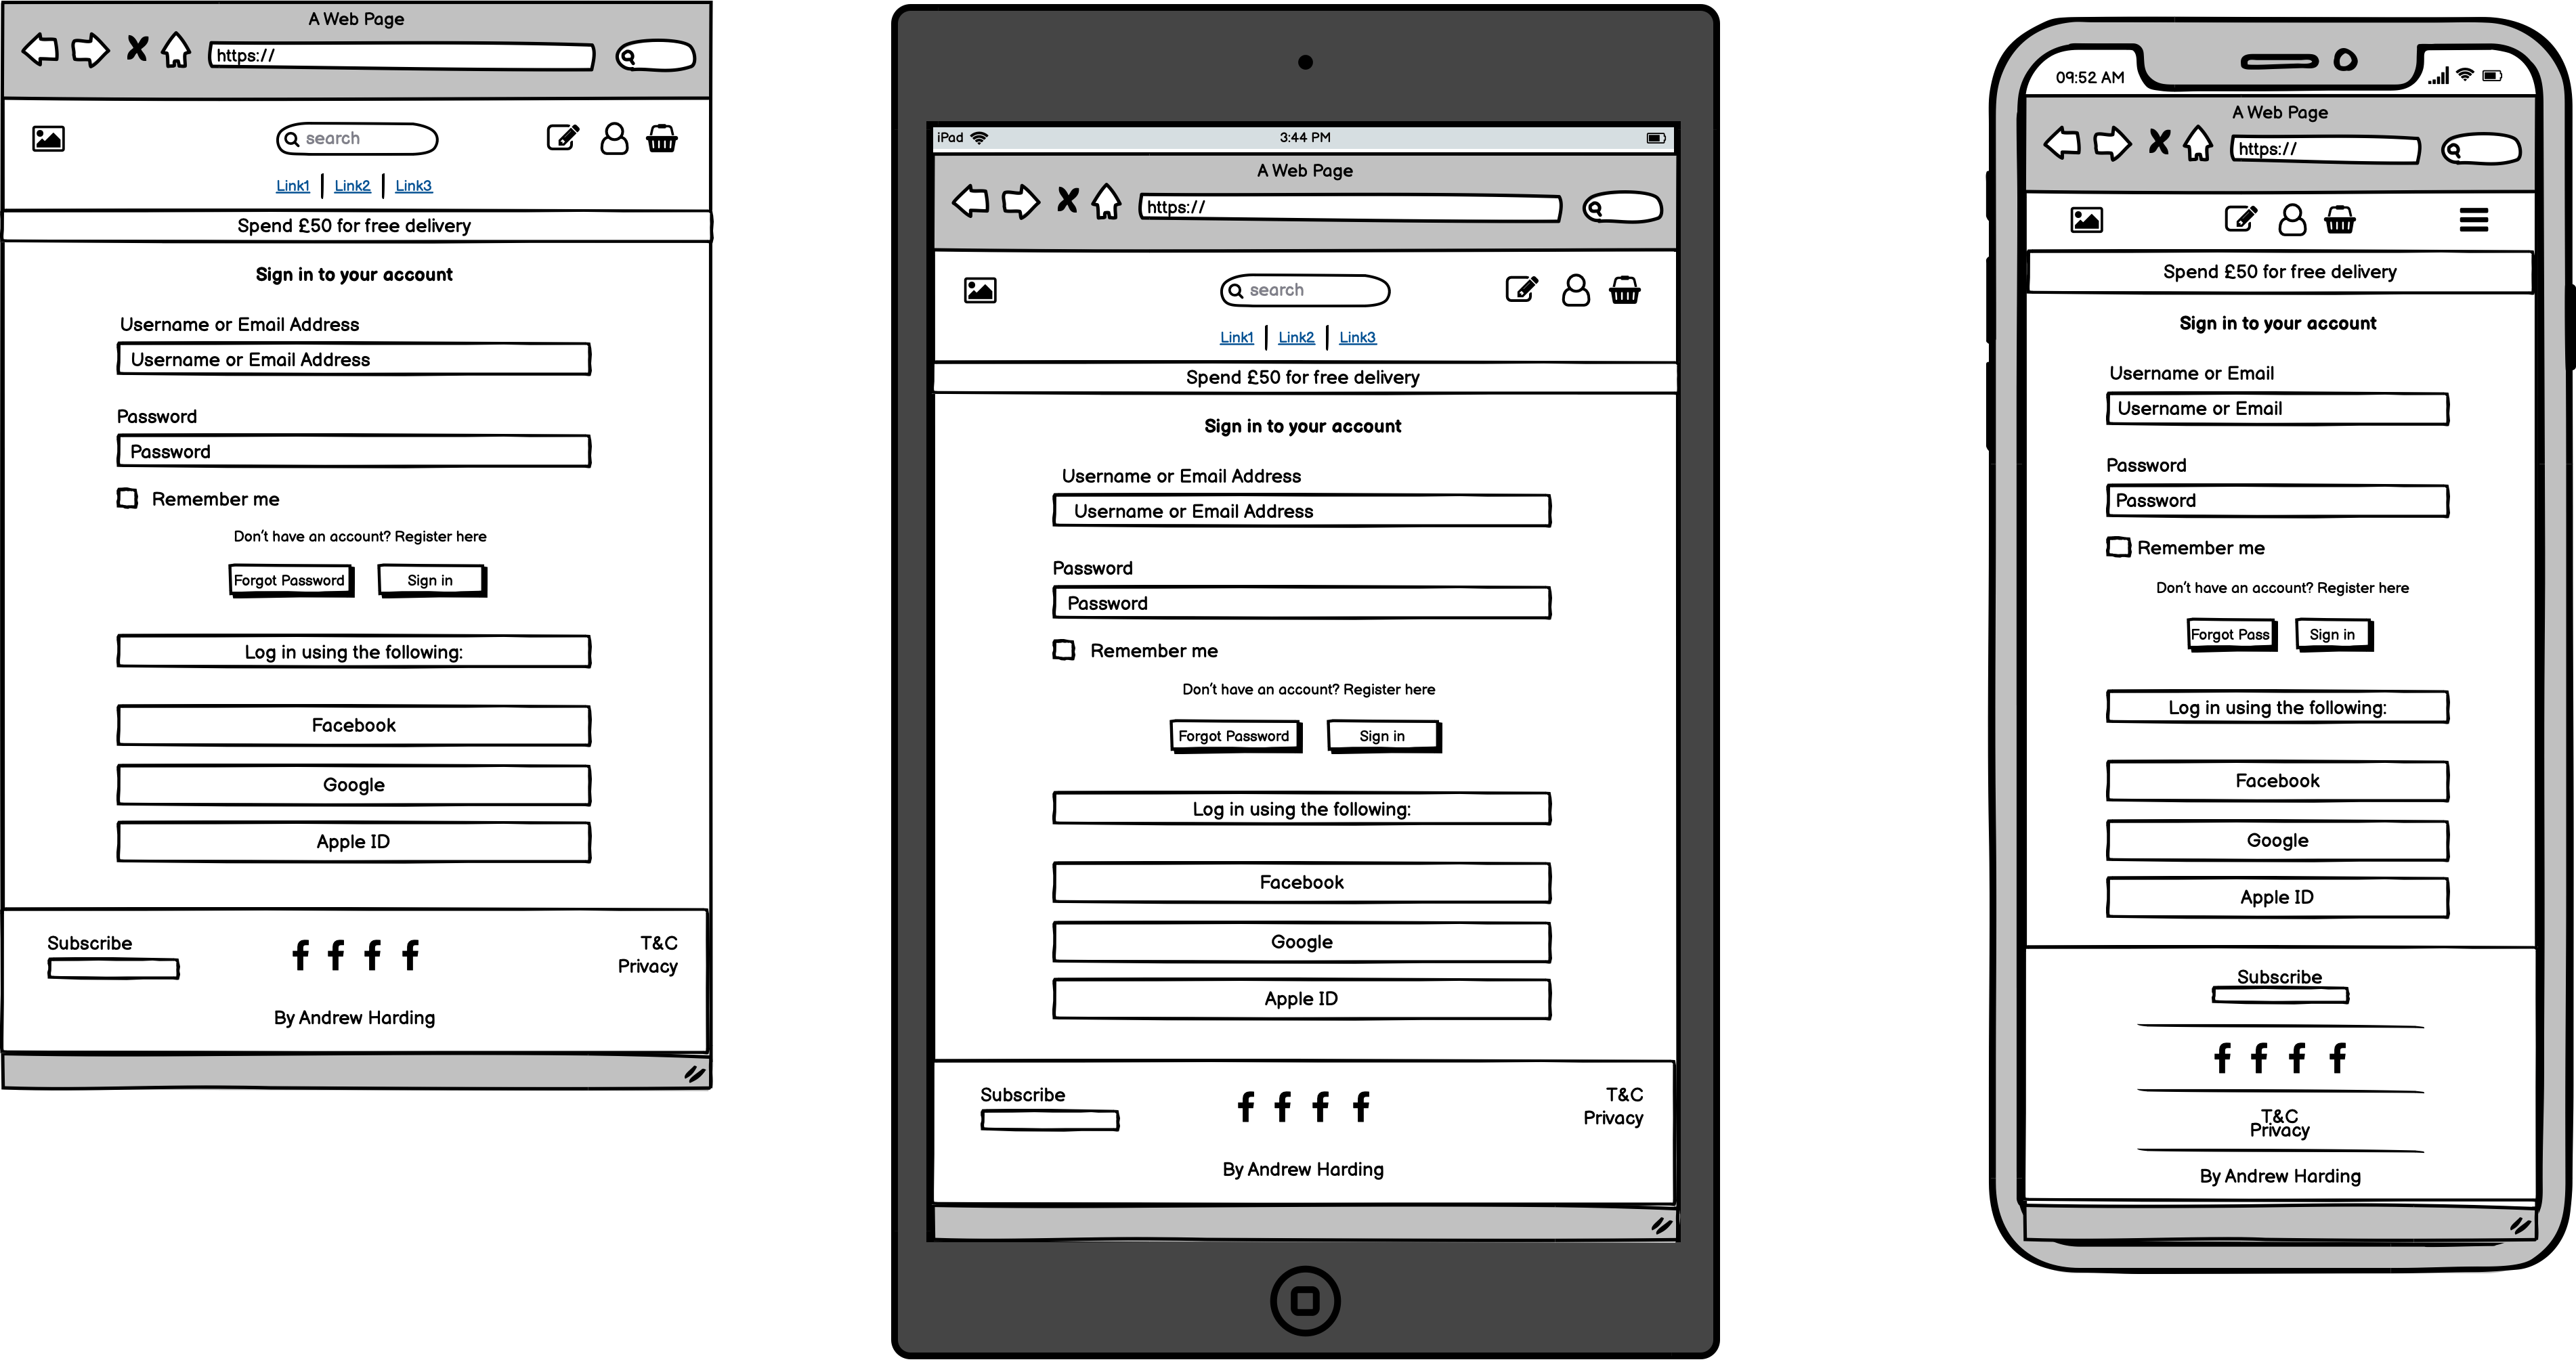 A Web Page
https://
search
Link1 Link2 Link3
Spend £50 for free delivery
Sign in to your account
Username or Email Address
Username or Email Address
Password
Password
Remember me
Don't have an account? Register here
Forgot Password Sign in
Log in using the following:
Facebook
Google
Apple ID
Subscribe
T&C
Privacy
By Andrew Harding
iPad 3:44 PM
A Web Page
https://
search
Link1 Link2 Link3
Spend £50 for free delivery
Sign in to your account
Username or Email Address
Username or Email Address
Password
Password
Remember me
Don't have an account? Register here
Forgot Password Sign in
Log in using the following:
Facebook
Google
Apple ID
Subscribe
T&C
Privacy
By Andrew Harding
09:52 AM
A Web Page
https://
Spend £50 for free delivery
Sign in to your account
Username or Email
Username or Email
Password
Password
Remember me
Don't have an account? Register here
Forgot Pass Sign in
Log in using the following:
Facebook
Google
Apple ID
Subscribe
T&C
Privacy
By Andrew Harding